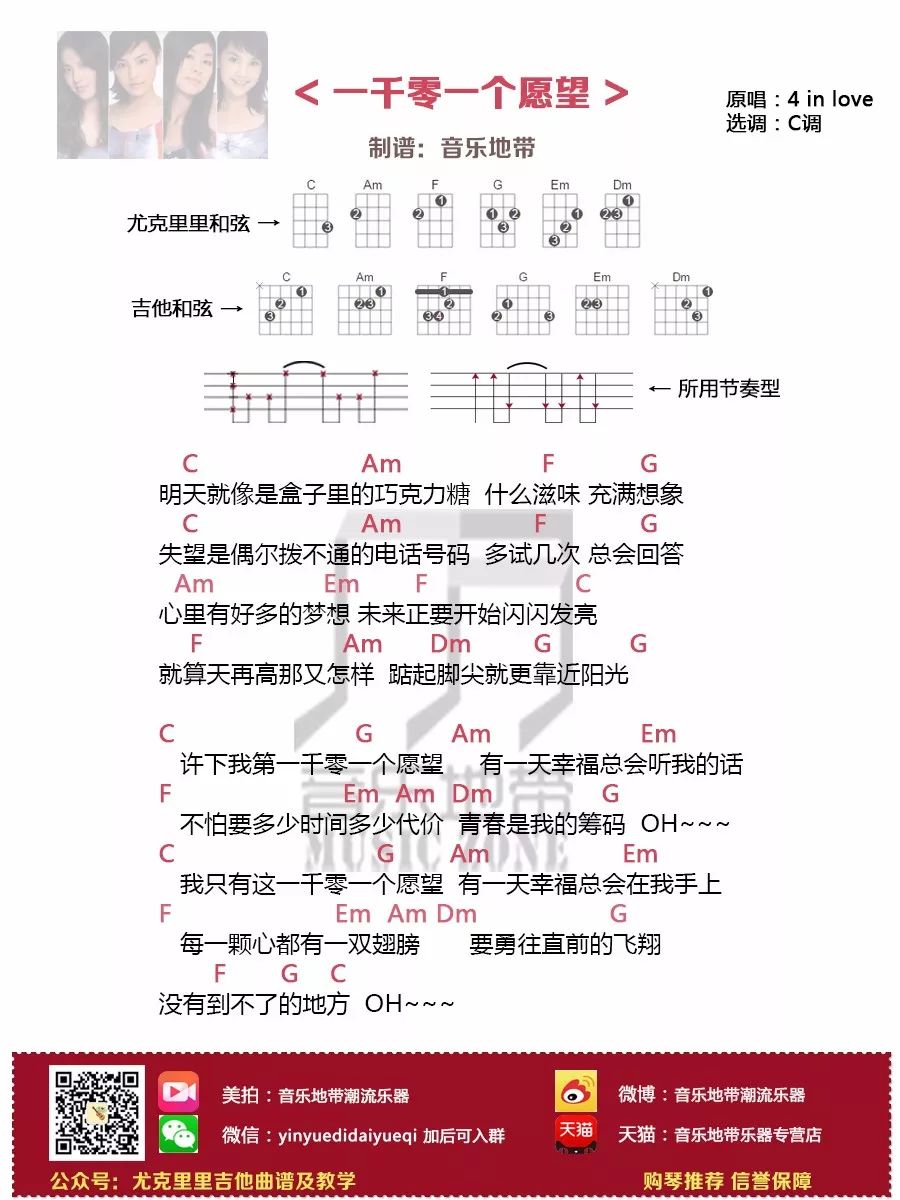 < 一千零一个愿望 >
原唱：4 in love
选调：C调
制谱：音乐地带
C Am F G Em Dm
尤克里里和弦 →
C Am F G Em Dm
吉他和弦 →
← 所用节奏型
C Am F G
明天就像是盒子里的巧克力糖 什么滋味 充满想象
C Am F G
失望是偶尔拨不通的电话号码 多试几次 总会回答
Am Em F C
心里有好多的梦想 未来正要开始闪闪发亮
F Am Dm G G
就算天再高那又怎样 踮起脚尖就更靠近阳光
C G Am Em
许下我第一千零一个愿望 有一天幸福总会听我的话
F Em Am Dm G
不怕要多少时间多少代价 青春是我的筹码 OH~~~
C G Am Em
我只有这一千零一个愿望 有一天幸福总会在我手上
F Em Am Dm G
每一颗心都有一双翅膀 要勇往直前的飞翔
F G C
没有到不了的地方 OH~~~
音乐地带
MUSIC ZONE
美拍：音乐地带潮流乐器
微博：音乐地带潮流乐器
微信：yinyuedidaiyueqi 加后可入群
天猫
天猫：音乐地带乐器专营店
公众号：尤克里里吉他曲谱及教学
购琴推荐 信誉保障